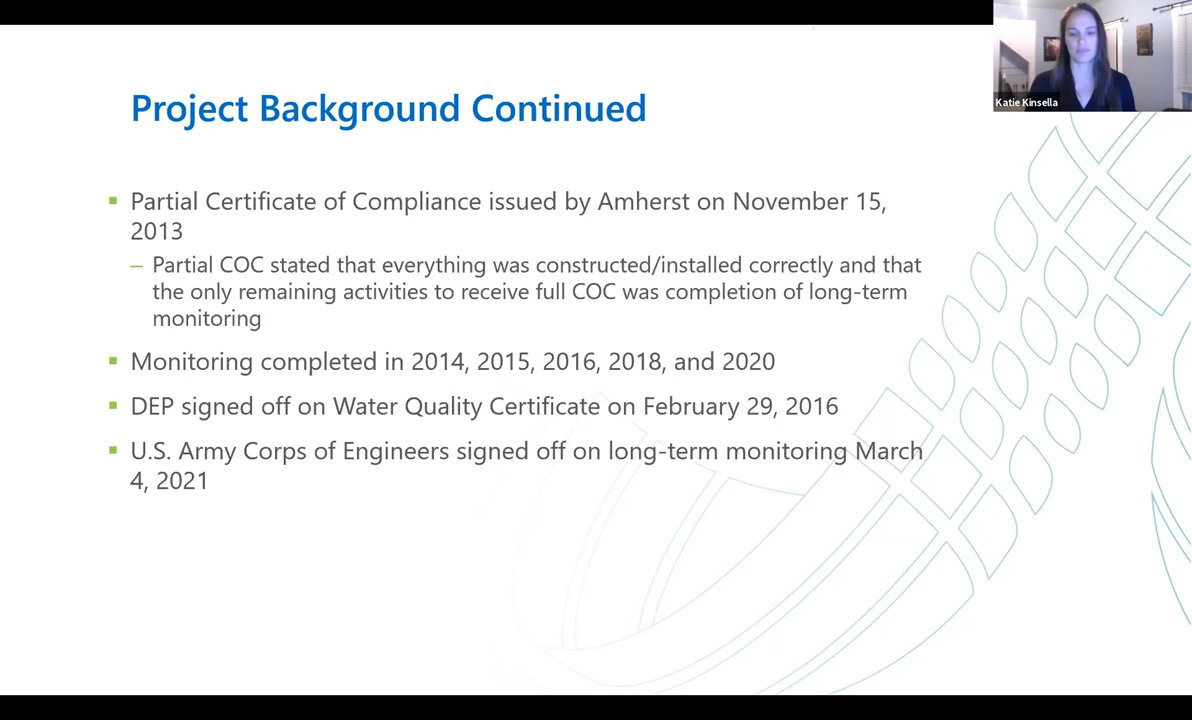 Katie Kinsella
Project Background Continued
▪ Partial Certificate of Compliance issued by Amherst on November 15,
2013
– Partial COC stated that everything was constructed/installed correctly and that
the only remaining activities to receive full COC was completion of long-term
monitoring
▪ Monitoring completed in 2014, 2015, 2016, 2018, and 2020
▪ DEP signed off on Water Quality Certificate on February 29, 2016
▪ U.S. Army Corps of Engineers signed off on long-term monitoring March
4, 2021